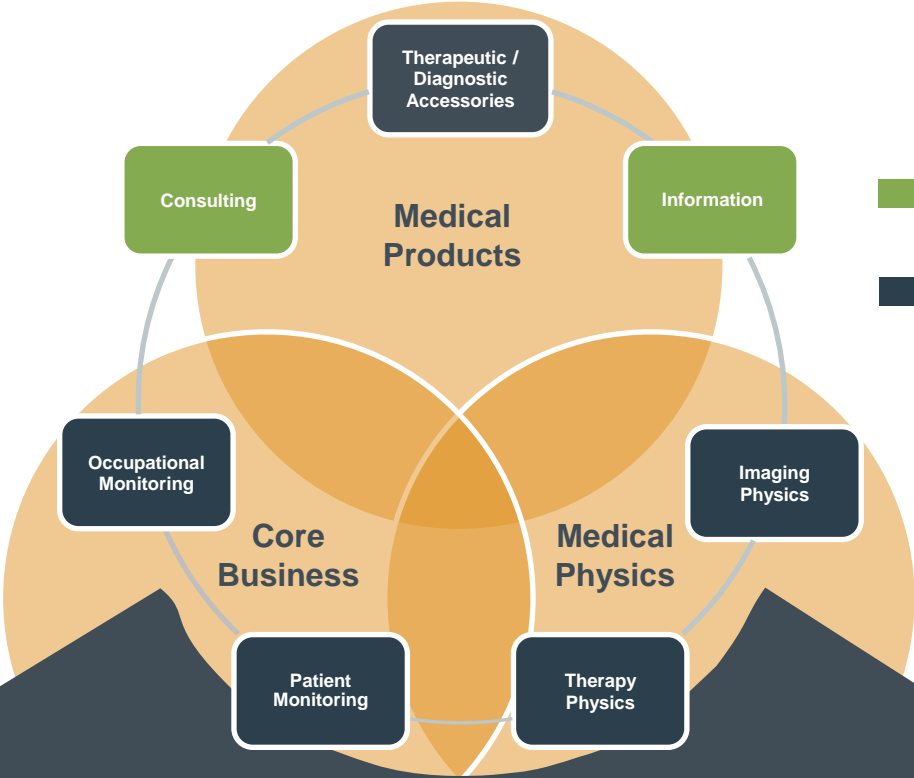 Therapeutic /
Diagnostic
Accessories
Consulting
Information
Medical
Products
Occupational
Monitoring
Imaging
Physics
Core
Business
Medical
Physics
Patient
Monitoring
Therapy
Physics